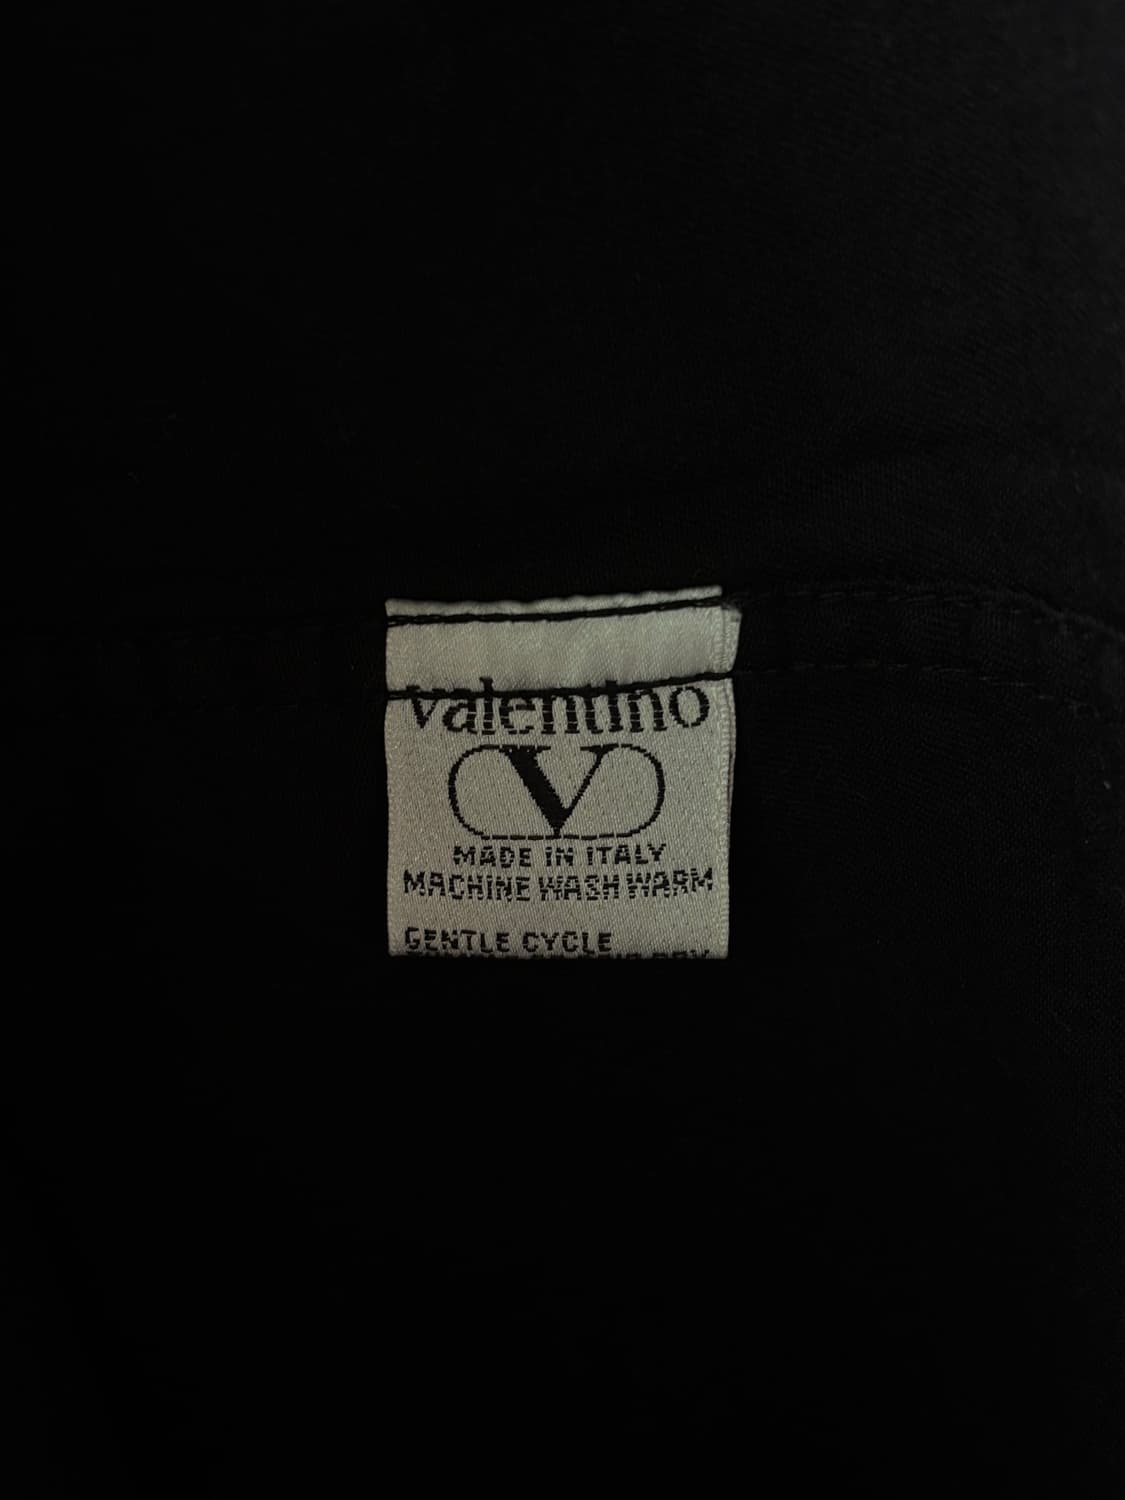 valentino
V
MADE IN ITALY
MACHINE WASH WARM
GENTLE CYCLE